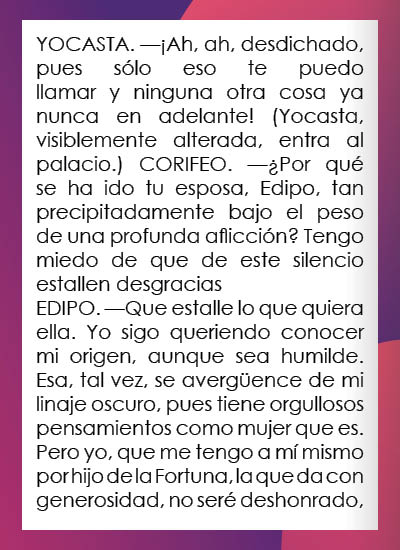 YOCASTA. —¡Ah, ah, desdichado,
pues sólo eso te puedo
llamar y ninguna otra cosa ya
nunca en adelante! (Yocasta,
visiblemente alterada, entra al
palacio.) CORIFEO. —¿Por qué
se ha ido tu esposa, Edipo, tan
precipitadamente bajo el peso
de una profunda aflicción? Tengo
miedo de que de este silencio
estallen desgracias
EDIPO. —Que estalle lo que quiera
ella. Yo sigo queriendo conocer
mi origen, aunque sea humilde.
Esa, tal vez, se avergüence de mi
linaje oscuro, pues tiene orgullosos
pensamientos como mujer que es.
Pero yo, que me tengo a mí mismo
por hijo de la Fortuna, la que da con
generosidad, no seré deshonrado,